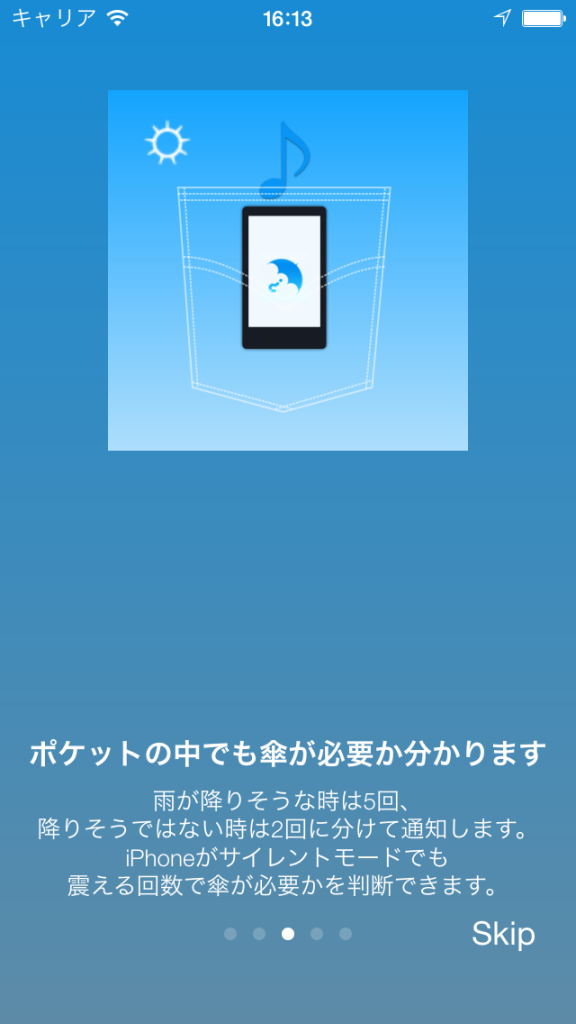 キャリア 16:13
ポケットの中でも傘が必要か分かります
雨が降りそうな時は5回、
降りそうではない時は2回に分けて通知します。
iPhoneがサイレントモードでも
震える回数で傘が必要かを判断できます。
Skip